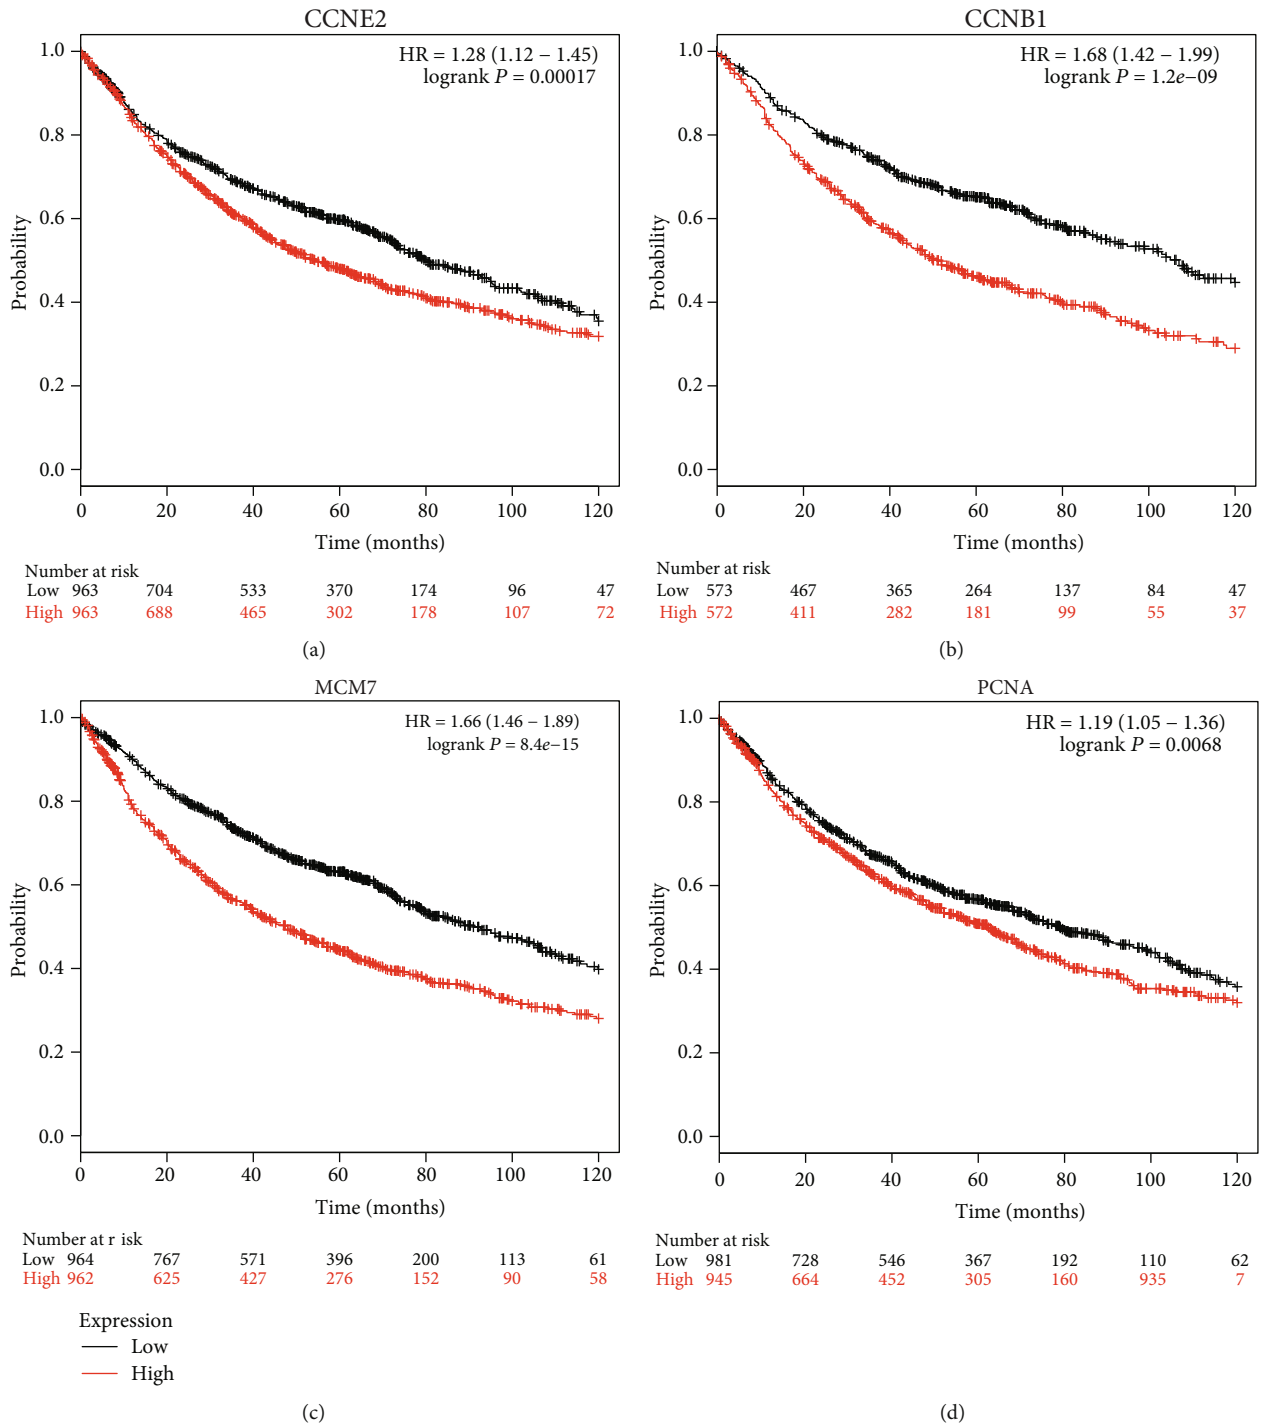 CCNE2
HR = 1.28 (1.12 − 1.45)
logrank P = 0.00017
Probability
1.0
0.8
0.6
0.4
0.2
0.0
0 20 40 60 80 100 120
Time (months)
Number at risk
Low 963 704 533 370 174 96 47
High 963 688 465 302 178 107 72
(a)
CCNB1
HR = 1.68 (1.42 − 1.99)
logrank P = 1.2e−09
Probability
1.0
0.8
0.6
0.4
0.2
0.0
0 20 40 60 80 100 120
Time (months)
Number at risk
Low 573 467 365 264 137 84 47
High 572 411 282 181 99 55 37
(b)
MCM7
HR = 1.66 (1.46 − 1.89)
logrank P = 8.4e−15
Probability
1.0
0.8
0.6
0.4
0.2
0.0
0 20 40 60 80 100 120
Time (months)
Number at r isk
Low 964 767 571 396 200 113 61
High 962 625 427 276 152 90 58
Expression
Low
High
(c)
PCNA
HR = 1.19 (1.05 − 1.36)
logrank P = 0.0068
Probability
1.0
0.8
0.6
0.4
0.2
0.0
0 20 40 60 80 100 120
Time (months)
Number at risk
Low 981 728 546 367 192 110 62
High 945 664 452 305 160 935 7
(d)